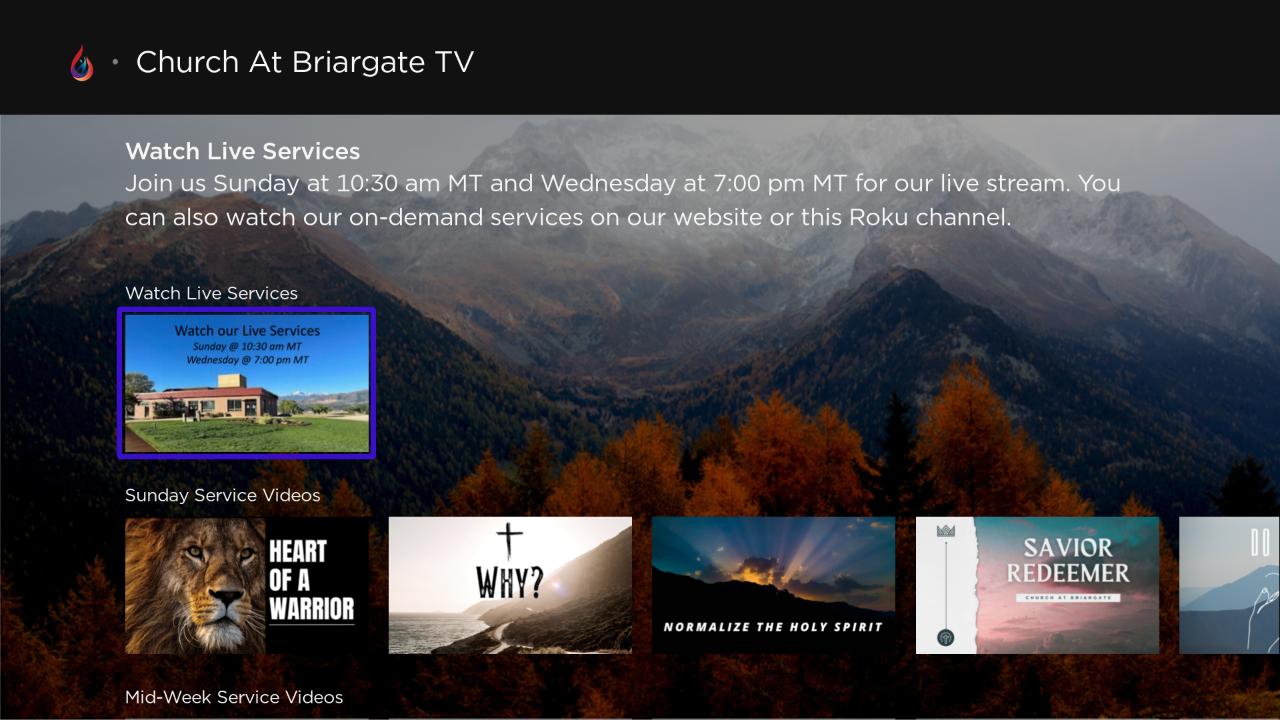 Church At Briargate TV
Watch Live Services
Join us Sunday at 10:30 am MT and Wednesday at 7:00 pm MT for our live stream. You
can also watch our on-demand services on our website or this Roku channel.
Watch Live Services
Watch our Live Services
Sunday @ 10:30 am MT
Wednesday @ 7:00 pm MT
Sunday Service Videos
HEART
OF A
WARRIOR
WHY?
NORMALIZE THE HOLY SPIRIT
SAVIOR
REDEEMER
CHURCH AT BRIARGATE
Mid-Week Service Videos